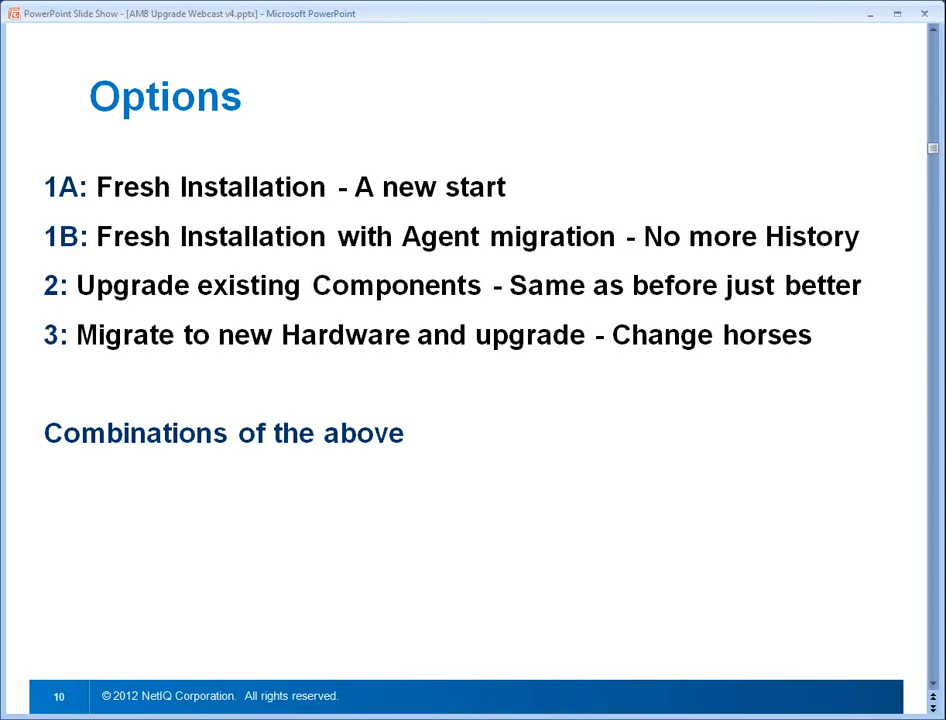 PowerPoint Slide Show - [AM8 Upgrade Webcast v4.pptx] - Microsoft PowerPoint
Options
1A: Fresh Installation - A new start
1B: Fresh Installation with Agent migration - No more History
2: Upgrade existing Components - Same as before just better
3: Migrate to new Hardware and upgrade - Change horses
Combinations of the above
10 © 2012 NetIQ Corporation. All rights reserved.